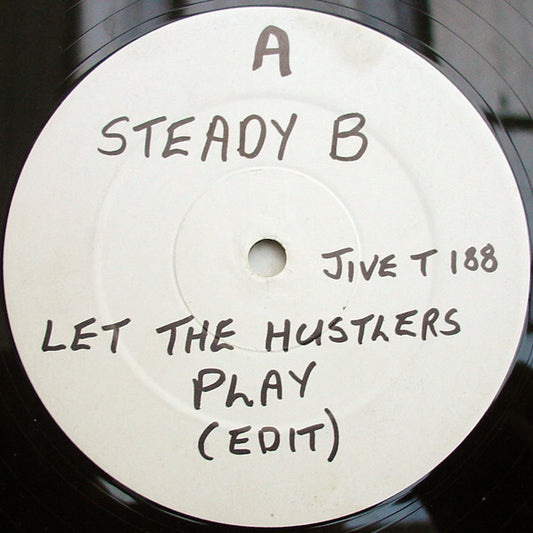 A
STEADY B
JIVE T 188
LET THE HUSTLERS
PLAY
(EDIT)